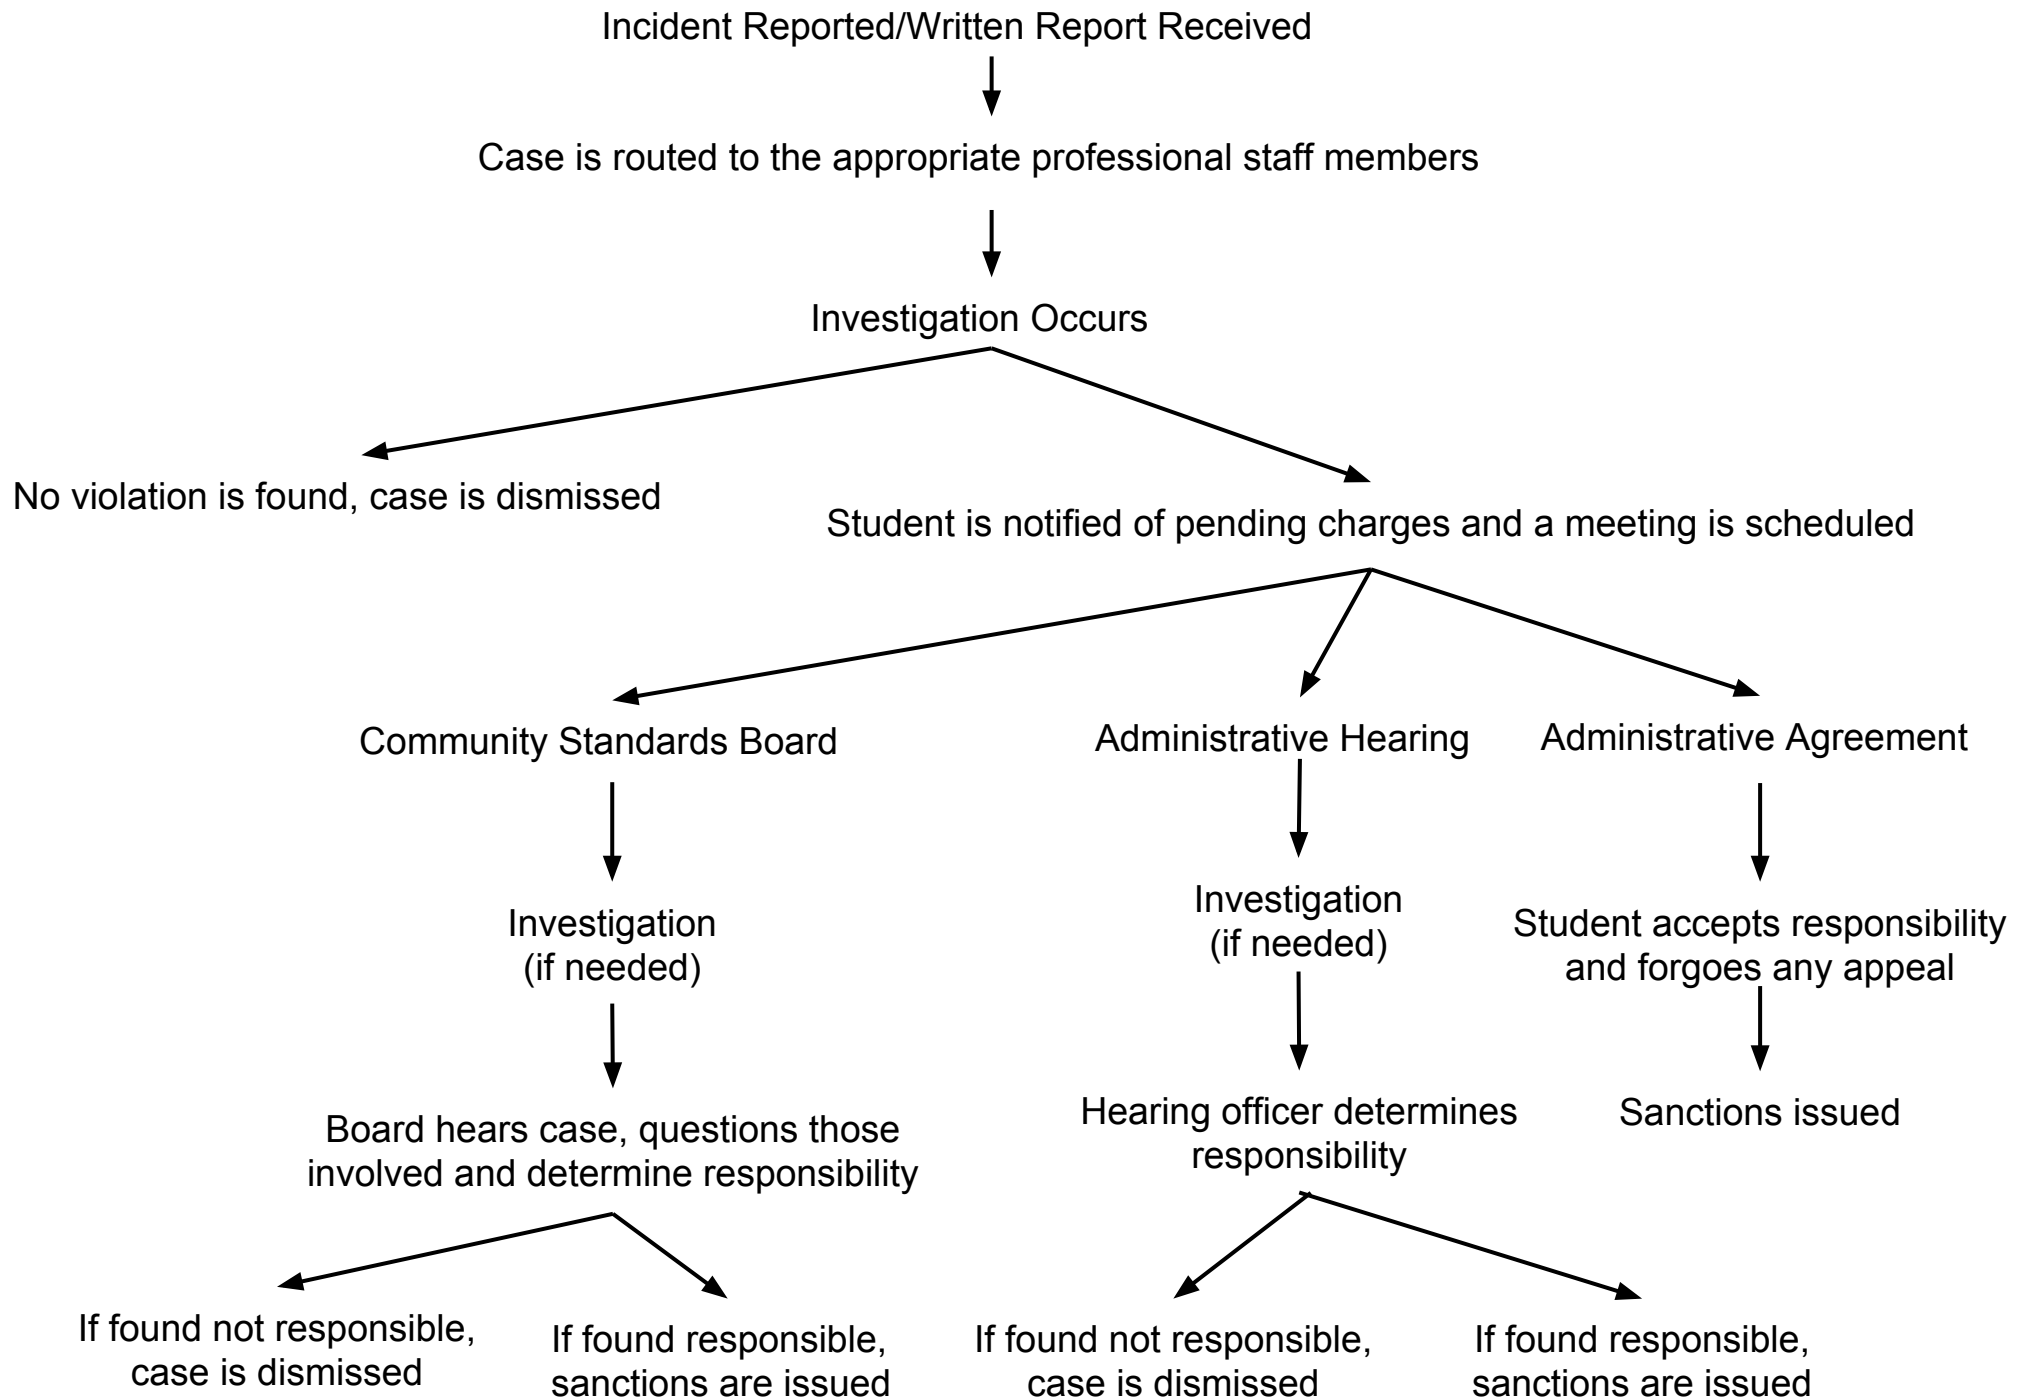 Incident Reported/Written Report Received
Case is routed to the appropriate professional staff members
Investigation Occurs
No violation is found, case is dismissed
Student is notified of pending charges and a meeting is scheduled
Community Standards Board
Administrative Hearing
Administrative Agreement
Investigation
(if needed)
Investigation
(if needed)
Student accepts responsibility
and forgoes any appeal
Board hears case, questions those
involved and determine responsibility
Hearing officer determines
responsibility
Sanctions issued
If found not responsible,
case is dismissed
If found responsible,
sanctions are issued
If found not responsible,
case is dismissed
If found responsible,
sanctions are issued